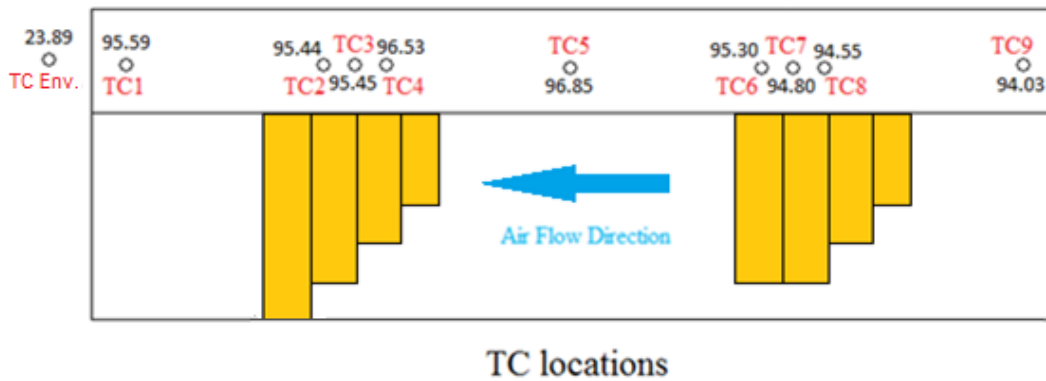 23.89
TC Env.
95.59
TC1
95.44 TC3 96.53
TC2 95.45 TC4
TC5
96.85
95.30 TC7 94.55
TC6 94.80 TC8
TC9
94.03
Air Flow Direction
TC locations